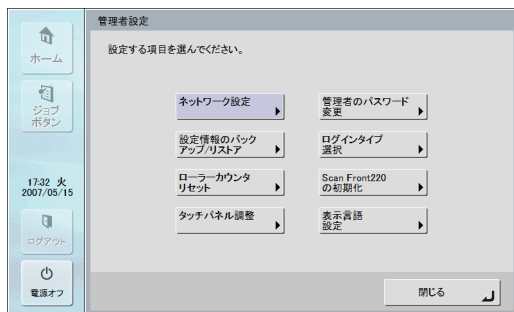 管理者設定
設定する項目を選んでください。
ホーム
ジョブ
ボタン
17:32 火
2007/05/15
ログアウト
電源オフ
ネットワーク設定
管理者のパスワード
変更
設定情報のバック
アップ/リストア
ログインタイプ
選択
ローラーカウンタ
リセット
Scan Front220
の初期化
タッチパネル調整
表示言語
設定
閉じる